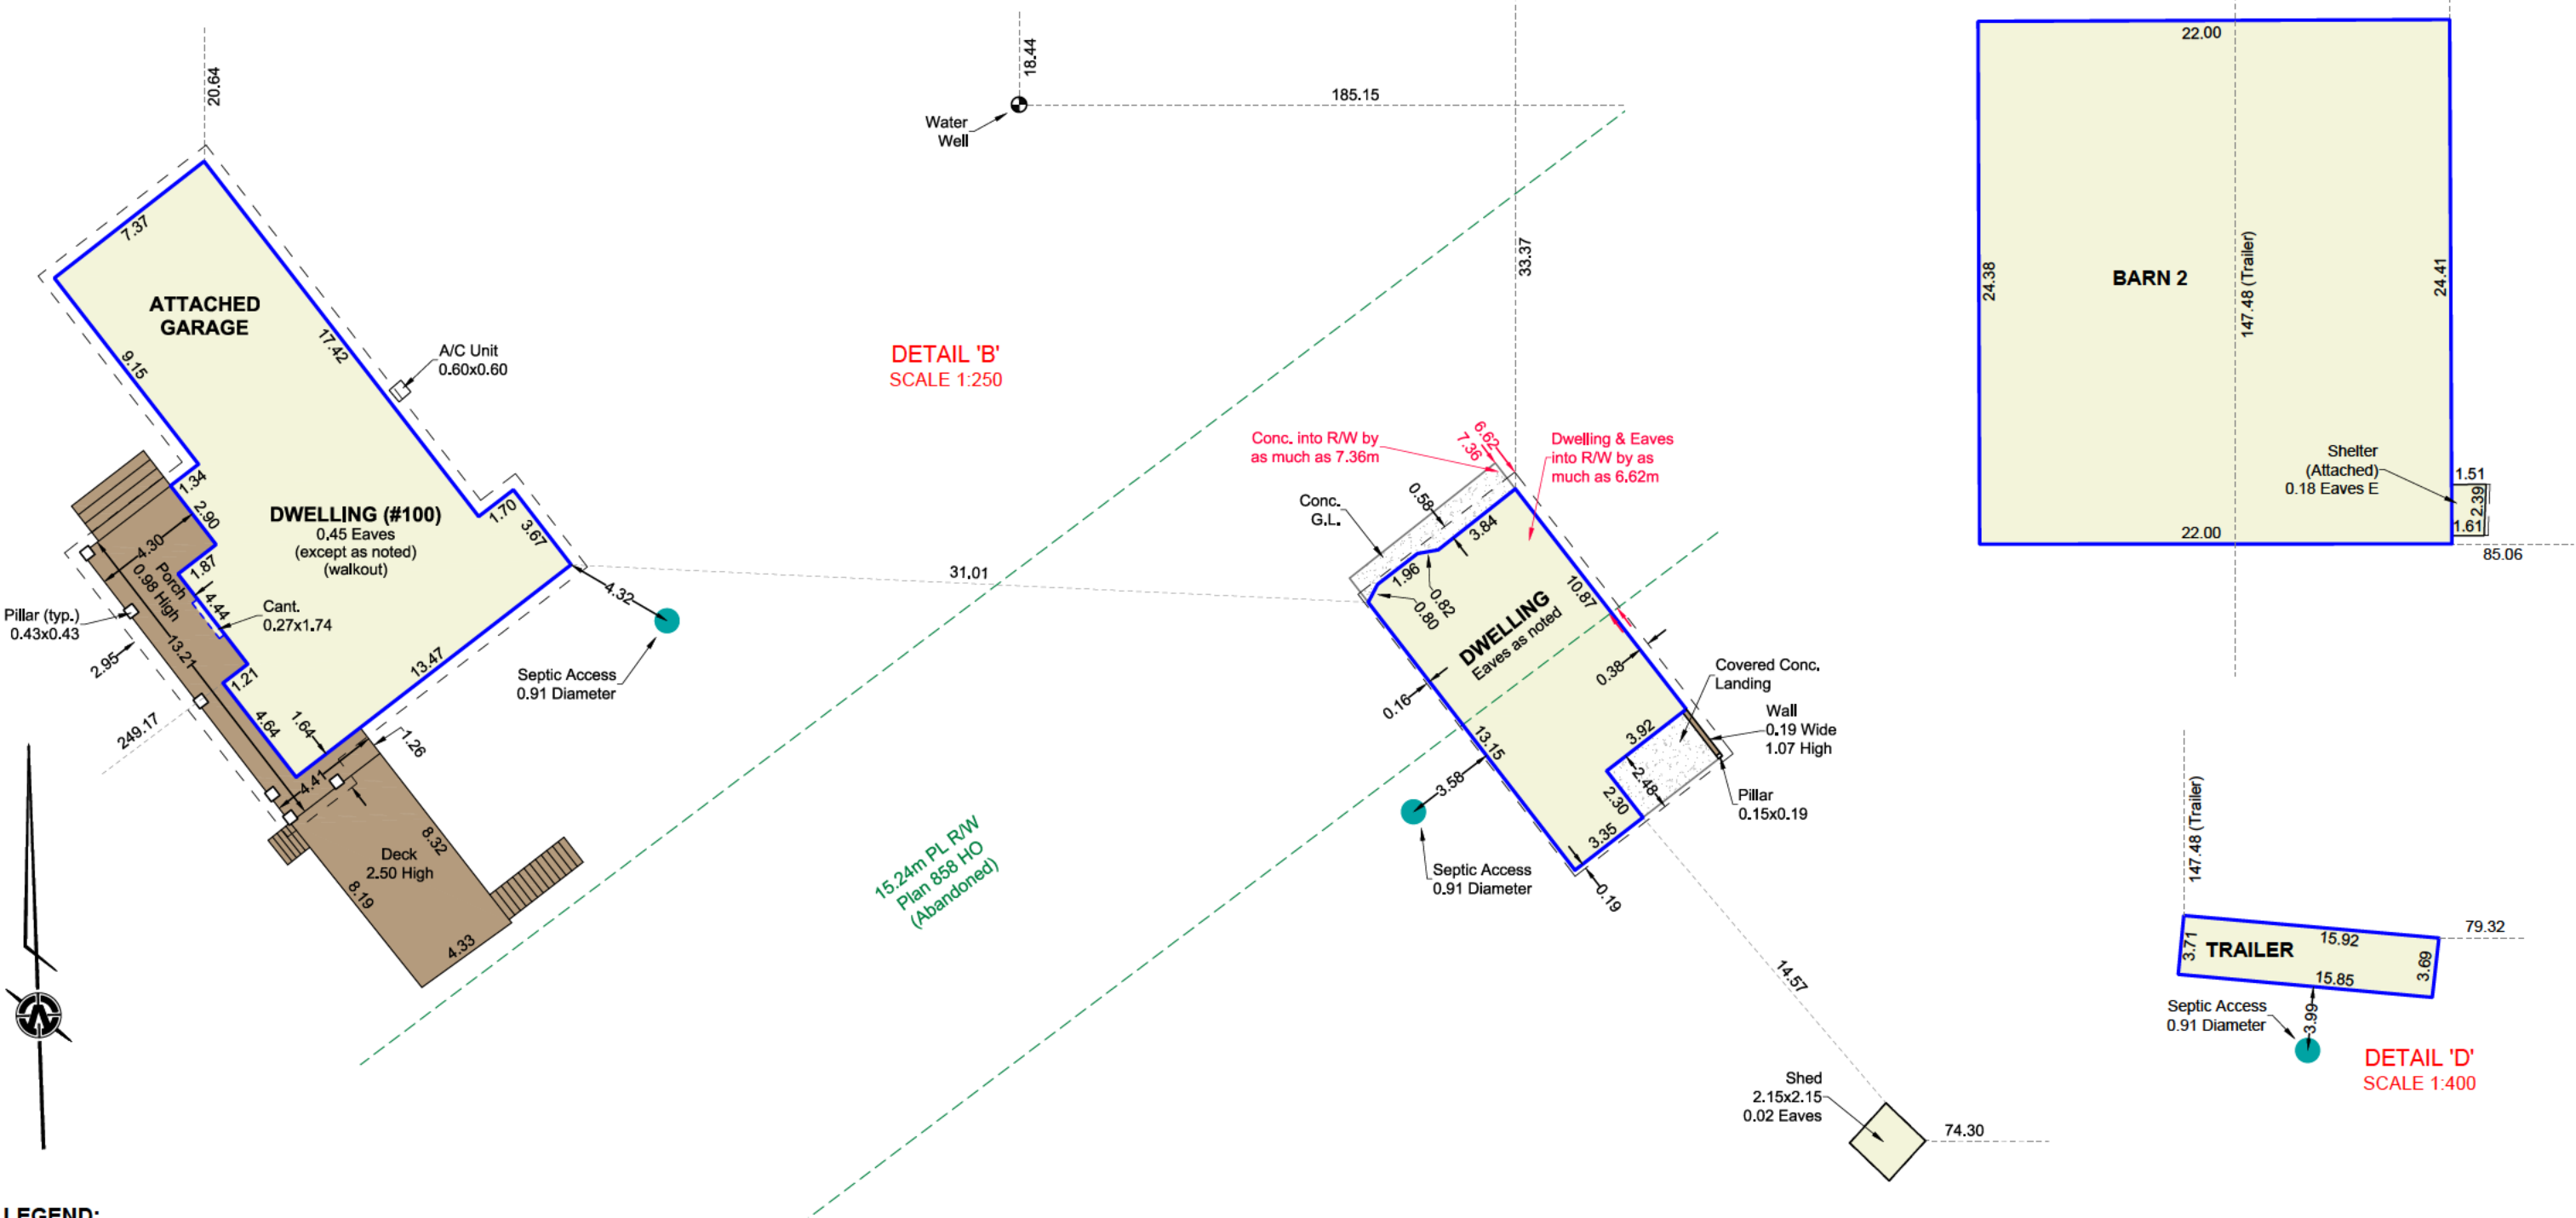 20.64
7.37
ATTACHED
GARAGE
9.15
17.42
A/C Unit
0.60x0.60
1.34
2.90
DWELLING (#100)
0.45 Eaves
(except as noted)
(walkout)
1.70
3.67
4.30
1.87
Porch
0.98 High
4.44
Cant.
0.27x1.74
Pillar (typ.)
0.43x0.43
2.95
13.21
1.21
4.64
1.64
13.47
249.17
4.41
1.26
4.32
Septic Access
0.91 Diameter
Deck
2.50 High
8.32
8.19
4.33
18.44
Water
Well
185.15
DETAIL 'B'
SCALE 1:250
31.01
15.24m PL R/W
Plan 858 HO
(Abandoned)
33.37
Conc. into R/W by
as much as 7.36m
6.62
7.36
Dwelling & Eaves
into R/W by as
much as 6.62m
Conc.
G.L.
0.58
3.84
1.96
0.82
0.80
10.87
DWELLING
Eaves as noted
0.38
0.16
13.15
Covered Conc.
Landing
Wall
0.19 Wide
1.07 High
3.92
2.48
2.30
Pillar
0.15x0.19
3.35
0.19
3.58
Septic Access
0.91 Diameter
14.57
Shed
2.15x2.15
0.02 Eaves
74.30
22.00
24.38
BARN 2
147.48 (Trailer)
24.41
Shelter
(Attached)
0.18 Eaves E
1.51
2.39
1.61
22.00
85.06
147.48 (Trailer)
3.71
TRAILER
15.92
79.32
3.69
15.85
Septic Access
0.91 Diameter
3.99
DETAIL 'D'
SCALE 1:400
LEGEND: